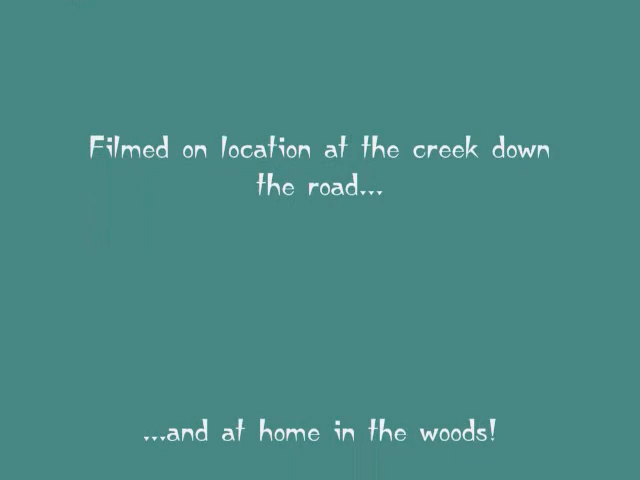 Filmed on location at the creek down
the road...
...and at home in the woods!